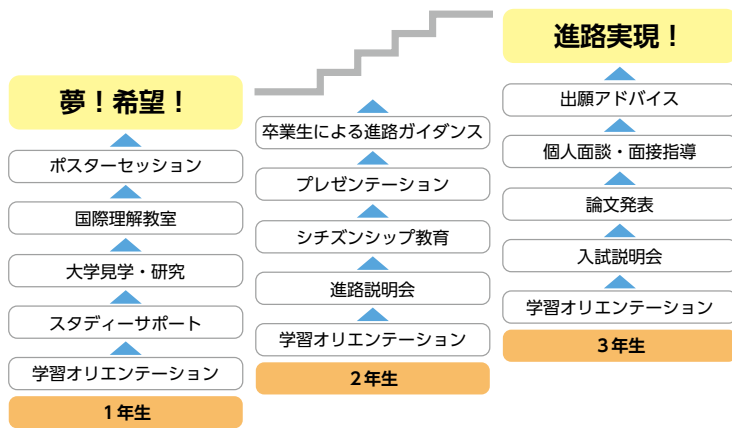 夢！希望！
ポスターセッション
国際理解教室
大学見学・研究
スタディーサポート
学習オリエンテーション
1年生
卒業生による進路ガイダンス
プレゼンテーション
シチズンシップ教育
進路説明会
学習オリエンテーション
2年生
進路実現！
出願アドバイス
個人面談・面接指導
論文発表
入試説明会
学習オリエンテーション
3年生